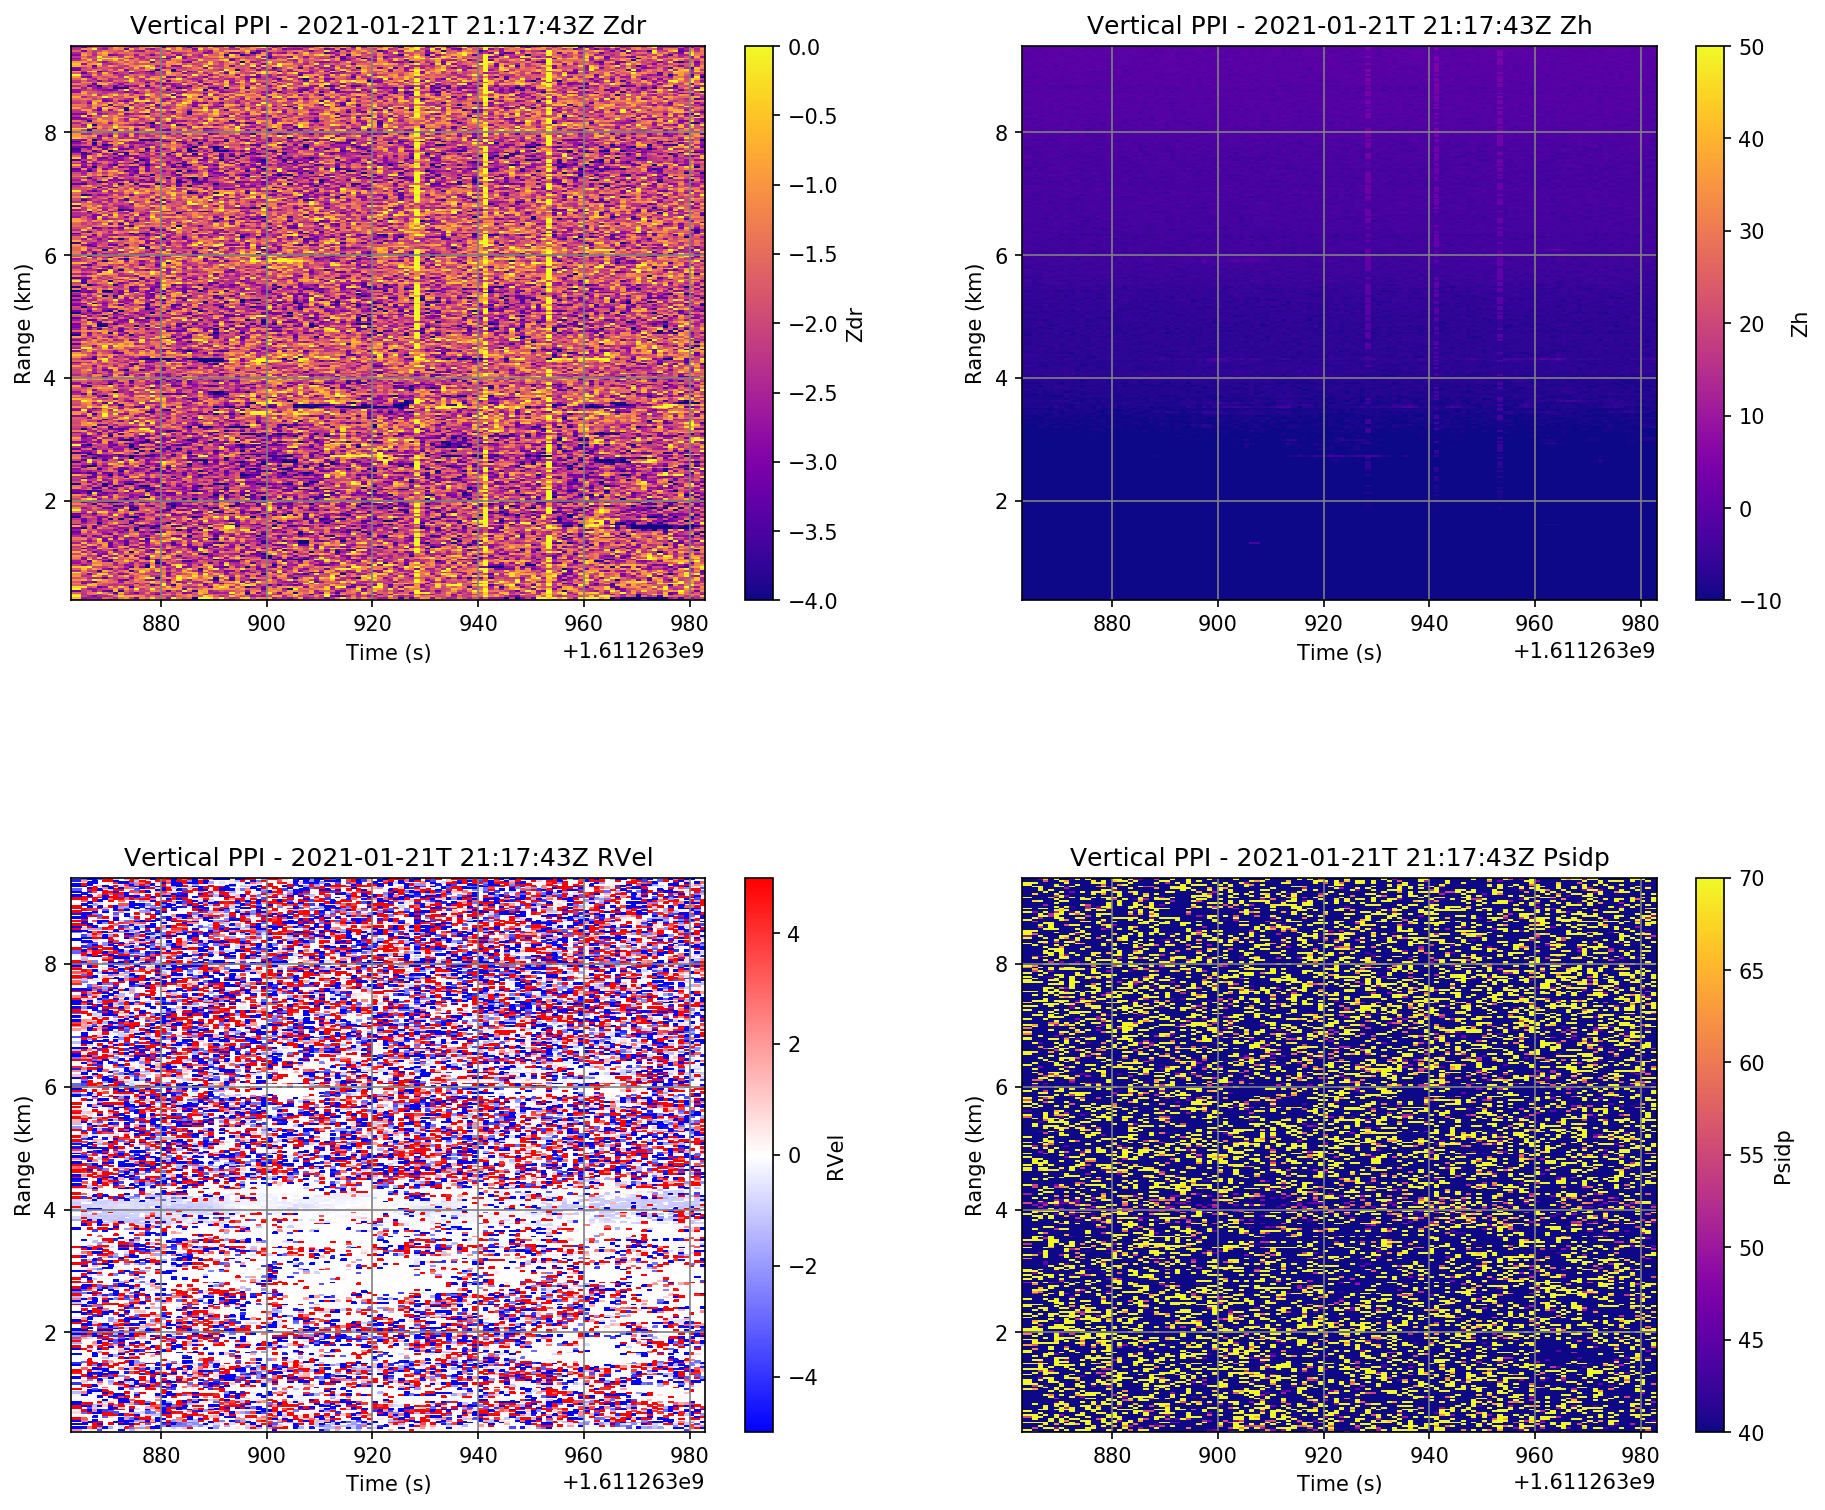 Vertical PPI - 2021-01-21T 21:17:43Z Zdr
Range (km)
8
6
4
2
880 900 920 940 960 980
Time (s)
+1.611263e9
0.0
−0.5
−1.0
−1.5
−2.0
−2.5
−3.0
−3.5
−4.0
Zdr
Vertical PPI - 2021-01-21T 21:17:43Z Zh
Range (km)
8
6
4
2
880 900 920 940 960 980
Time (s)
+1.611263e9
50
40
30
20
10
0
−10
Zh
Vertical PPI - 2021-01-21T 21:17:43Z RVel
Range (km)
8
6
4
2
880 900 920 940 960 980
Time (s)
+1.611263e9
4
2
0
−2
−4
RVel
Vertical PPI - 2021-01-21T 21:17:43Z Psidp
Range (km)
8
6
4
2
880 900 920 940 960 980
Time (s)
+1.611263e9
70
65
60
55
50
45
40
Psidp